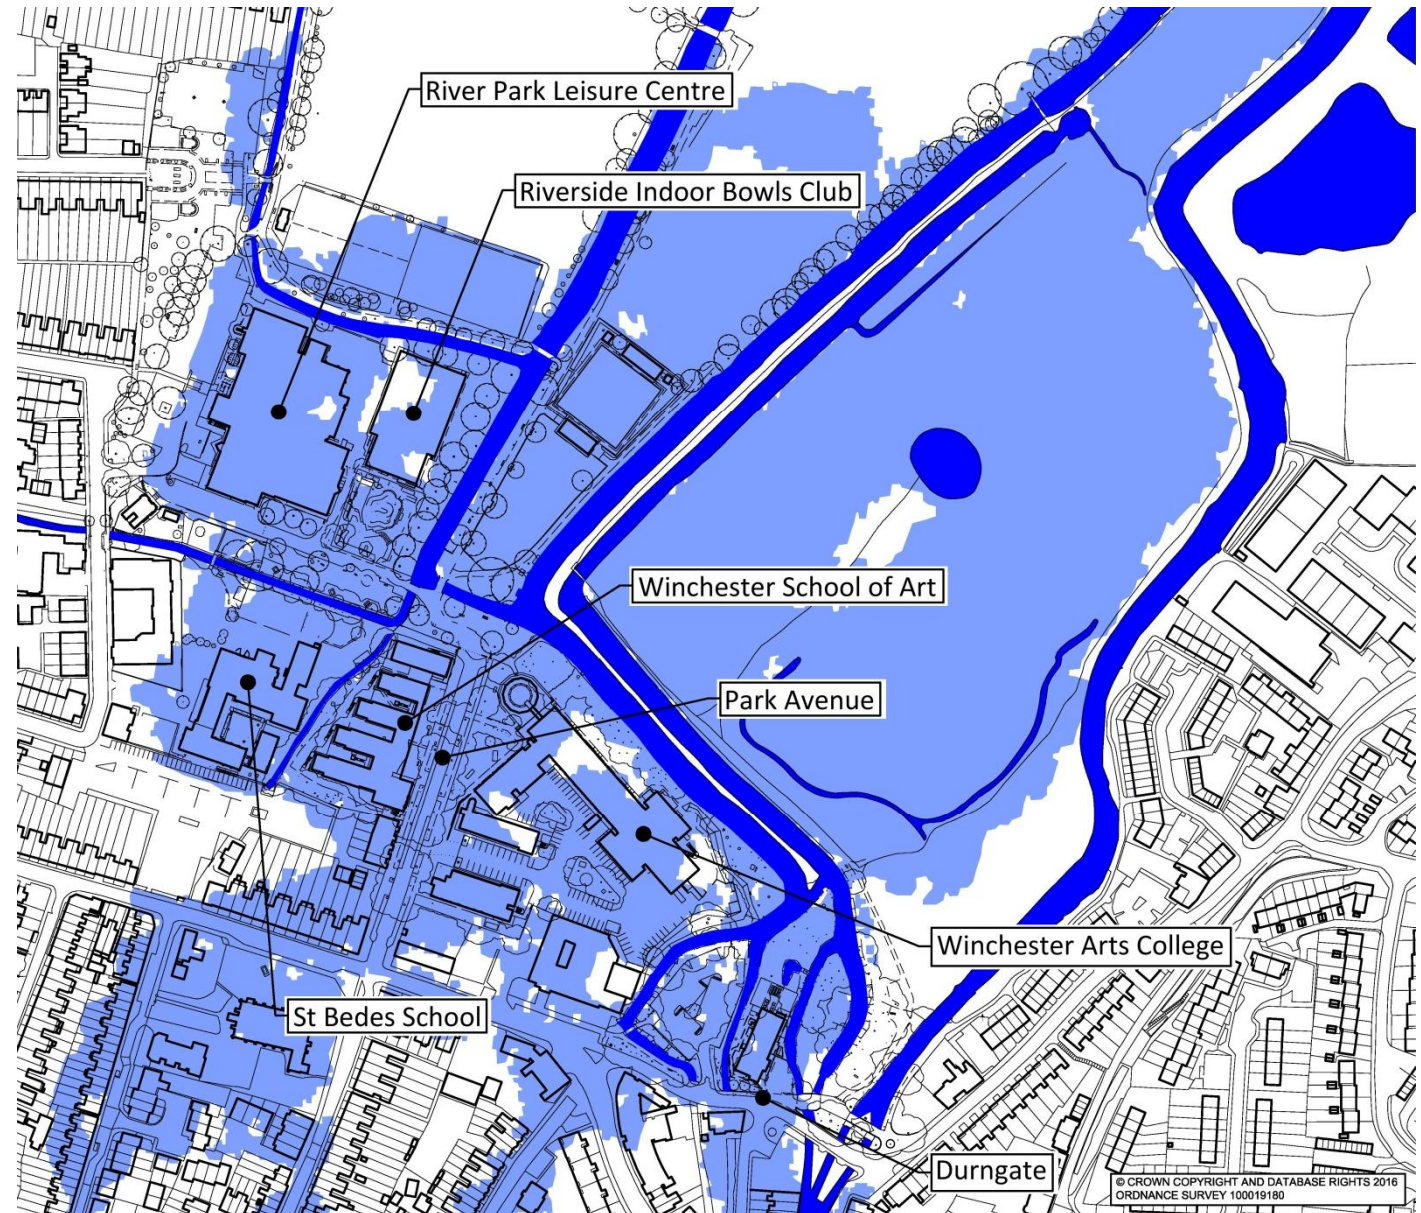 River Park Leisure Centre
Riverside Indoor Bowls Club
Winchester School of Art
Park Avenue
Winchester Arts College
St Bedes School
Durngate
© CROWN COPYRIGHT AND DATABASE RIGHTS 2016
ORDNANCE SURVEY 100019180